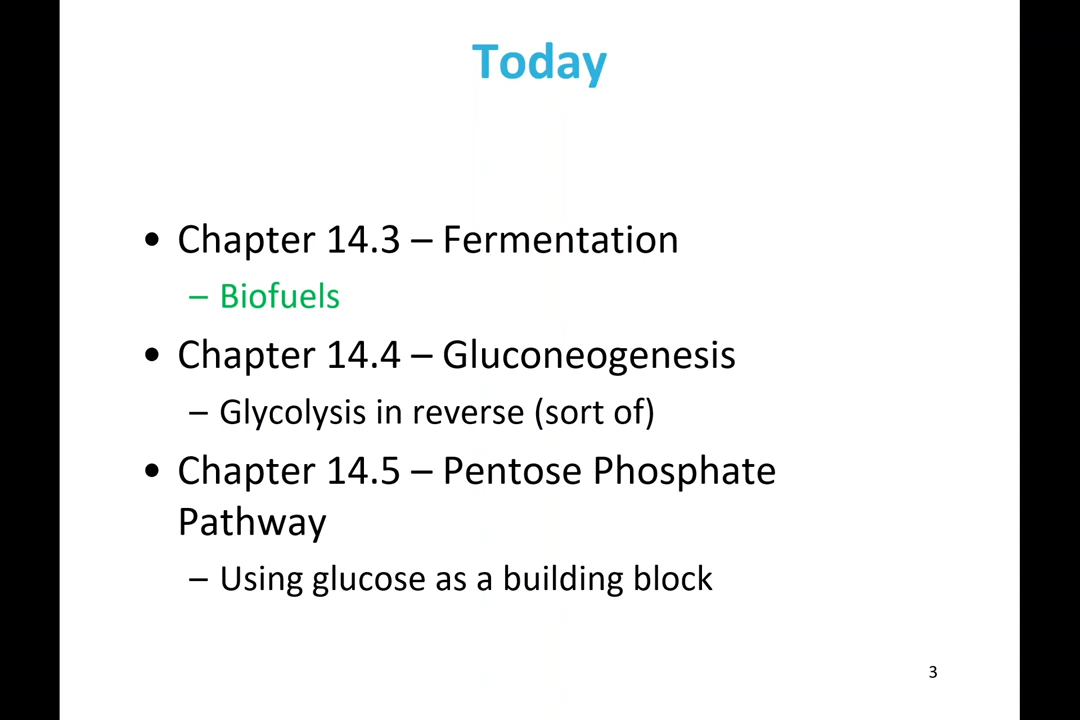 Today
• Chapter 14.3 – Fermentation
– Biofuels
• Chapter 14.4 – Gluconeogenesis
– Glycolysis in reverse (sort of)
• Chapter 14.5 – Pentose Phosphate
Pathway
– Using glucose as a building block
3